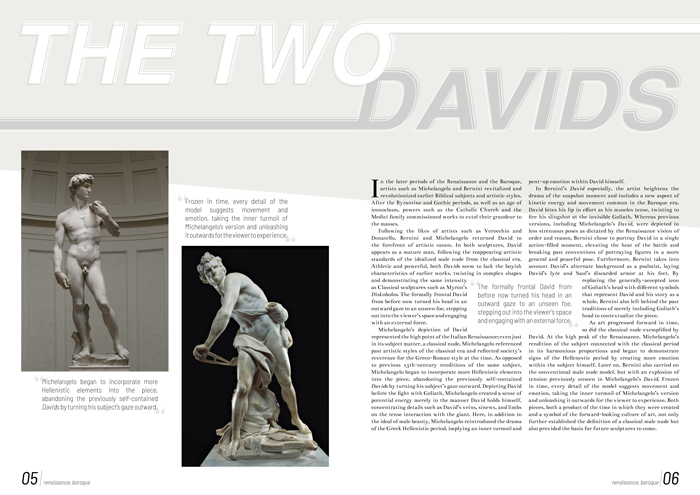 THE TWO
DAVIDS
Frozen in time, every detail of the
model suggests movement and
emotion, taking the inner turmoil of
Michelangelo's version and unleashing
it outwards for the viewer to experience.
Michelangelo began to incorporate more
Hellenistic elements into the piece,
abandoning the previously self-contained
Davids by turning his subject's gaze outward.
In the later periods of the Renaissance and the Baroque,
artists such as Michelangelo and Bernini revitalized and
revolutionized earlier Biblical subjects and artistic styles.
After the Byzantine and Gothic periods, as well as an age of
iconoclasm, powers such as the Catholic Church and the
Medici family commissioned works to extol their grandeur to
the masses.
Following the likes of artists such as Verrochio and
Donatello, Bernini and Michelangelo returned David to
the forefront of artistic canon. In both sculptures, David
appears as a mature man, following the reappearing artistic
standards of the idealized male nude from the classical era.
Athletic and powerful, both Davids seem to lack the boyish
characteristics of earlier works, twisting in complex shapes
and demonstrating the same intensity
as Classical sculptures such as Myron's
Diskobolos. The formally frontal David
from before now turned his head in an
outward gaze to an unseen foe, stepping
out into the viewer's space and engaging
with an external force.
Michelangelo's depiction of David
represented the high point of the Italian Renaissance: even just
in its subject matter, a classical nude, Michelangelo referenced
past artistic styles of the classical era and reflected society's
reverence for the Greco-Roman style at the time. As opposed
to previous 15th-century renditions of the same subject,
Michelangelo began to incorporate more Hellenistic elements
into the piece, abandoning the previously self-contained
Davids by turning his subject's gaze outward. Depicting David
before the fight with Goliath, Michelangelo created a sense of
potential energy merely in the manner David holds himself,
concentrating details such as David's veins, sinews, and limbs
on the tense interaction with the giant. Here, in addition to
the ideal of male beauty, Michelangelo reintroduced the drama
of the Greek Hellenistic period, implying an inner turmoil and
pent-up emotion within David himself.
In Bernini's David especially, the artist heightens the
drama of the snapshot moment and includes a new aspect of
kinetic energy and movement common in the Baroque era.
David bites his lip in effort as his muscles tense, twisting to
fire his slingshot at the invisible Goliath. Whereas previous
versions, including Michelangelo's David, were depicted in
less strenuous poses as dictated by the Renaissance vision of
order and reason, Bernini chose to portray David in a single
action-filled moment, elevating the heat of the battle and
breaking past conventions of portraying figures in a more
general and peaceful pose. Furthermore, Bernini takes into
account David's alternate background as a psalmist, laying
David's lyre and Saul's discarded armor at his feet. By
replacing the generally-accepted icon
of Goliath's head with different symbols
that represent David and his story as a
whole, Bernini also left behind the past
traditions of merely including Goliath's
head to contextualize the piece.
As art progressed forward in time,
so did the classical nude exemplified by
David. At the high peak of the Renaissance, Michelangelo's
rendition of the subject connected with the classical period
in its harmonious proportions and began to demonstrate
signs of the Hellenistic period by creating more emotion
within the subject himself. Later on, Bernini also carried on
the conventional male nude model, but with an explosion of
tension previously unseen in Michelangelo's David. Frozen
in time, every detail of the model suggests movement and
emotion, taking the inner turmoil of Michelangelo's version
and unleashing it outwards for the viewer to experience. Both
pieces, both a product of the time in which they were created
and a symbol of the forward-looking culture of art, not only
further established the definition of a classical male nude but
also provided the basis for future sculptures to come.
The formally frontal David from
before now turned his head in an
outward gaze to an unseen foe,
stepping out into the viewer's space
and engaging with an external force.
05 renaissance: baroque
renaissance: baroque 06